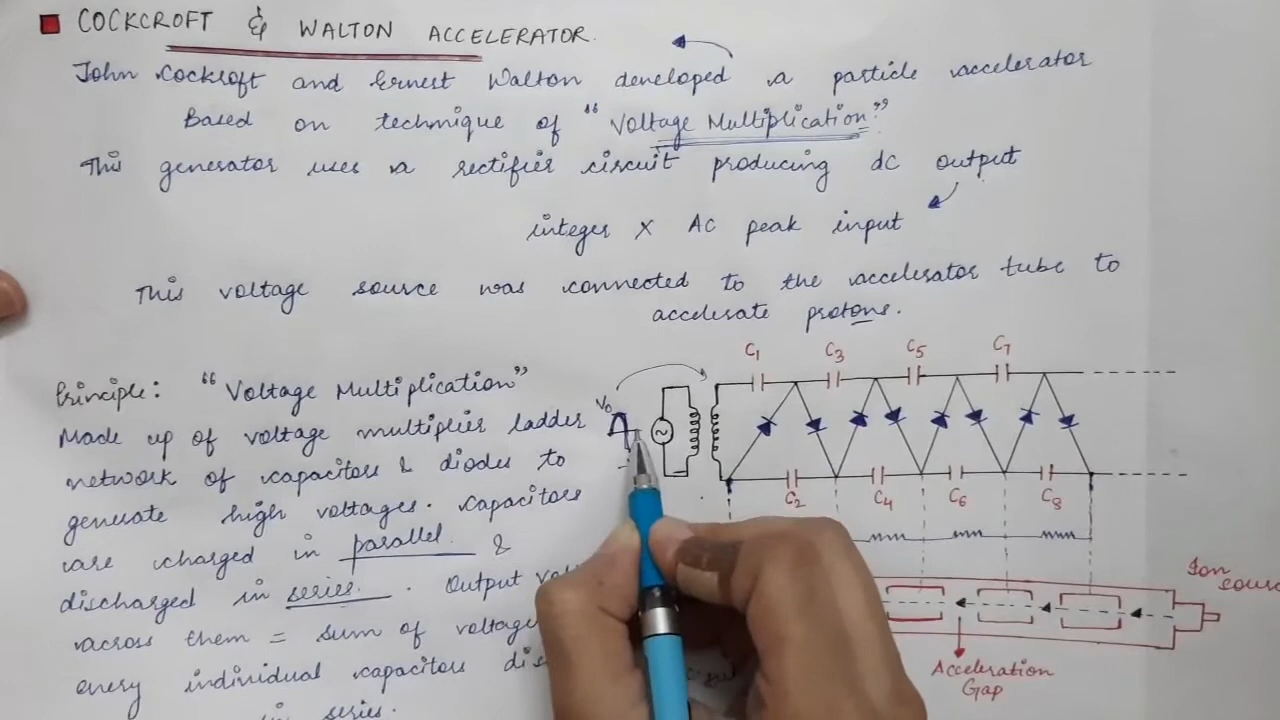 COCKCROFT & WALTON ACCELERATOR.
John Cockroft and Ernest Walton developed a particle accelerator
Based on technique of "Voltage Multiplication"
This generator uses a rectifier circuit producing dc output
integer X AC peak input
This voltage source was connected to the accelerator tube to
accelerate protons.
Principle: "Voltage Multiplication"
Made up of voltage multiplier ladder
network of capacitors & diodes to
generate high voltages. Capacitors
are charged in parallel &
discharged in series. Output
across them = sum of voltage
every individual capacitors
in series.
V₀
~
C₁ C₃ C₅ C₇
C₂ C₄ C₆ C₈
Ion
Acceleration
Gap